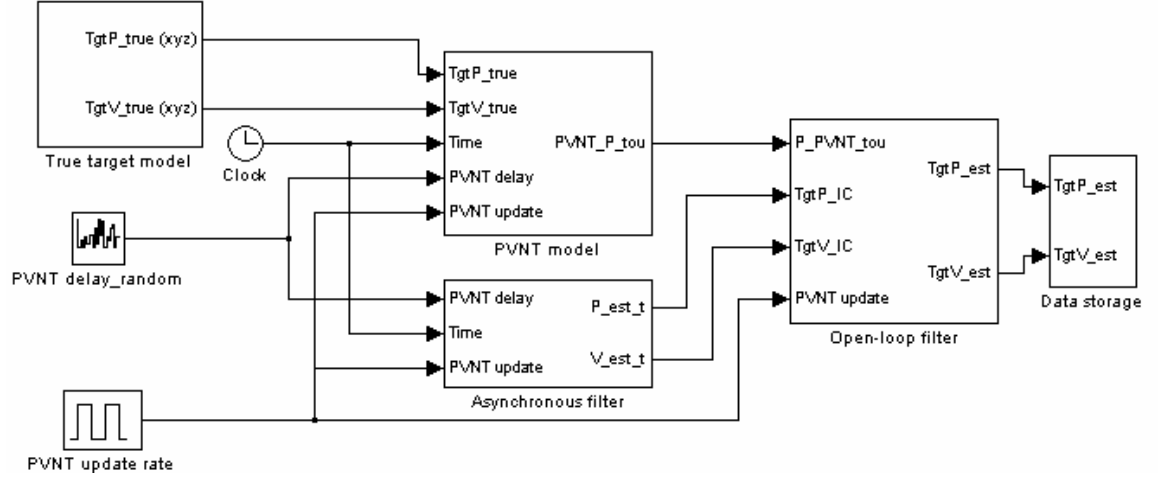 TgtP_true (xyz)
TgtV_true (xyz)
True target model
Clock
PVNT delay_random
PVNT update rate
TgtP_true
TgtV_true
Time
PVNT delay
PVNT update
PVNT_P_tou
PVNT model
PVNT delay
Time
PVNT update
P_est_t
V_est_t
Asynchronous filter
P_PVNT_tou
TgtP_IC
TgtV_IC
PVNT update
TgtP_est
TgtV_est
Open-loop filter
TgtP_est
TgtV_est
Data storage